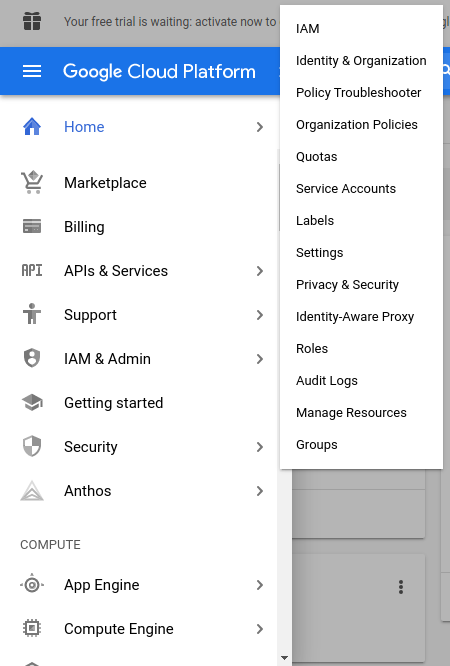 Your free trial is waiting: activate now to
Google Cloud Platform
Home
Marketplace
Billing
API
APIs & Services
Support
IAM & Admin
Getting started
Security
Anthos
COMPUTE
App Engine
Compute Engine
IAM
Identity & Organization
Policy Troubleshooter
Organization Policies
Quotas
Service Accounts
Labels
Settings
Privacy & Security
Identity-Aware Proxy
Roles
Audit Logs
Manage Resources
Groups